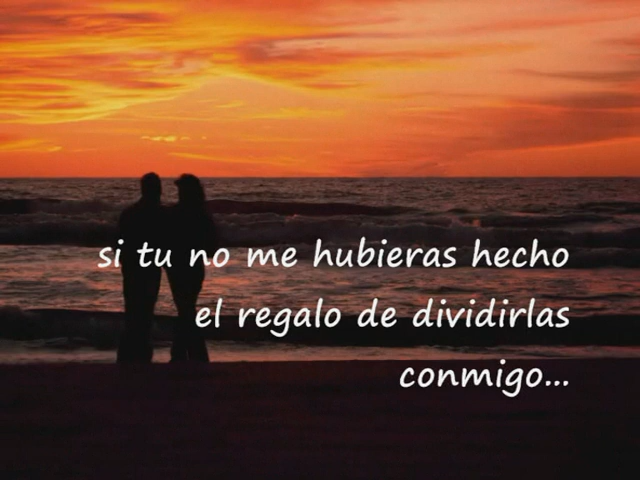 si tu no me hubieras hecho
el regalo de dividirlas
conmigo...